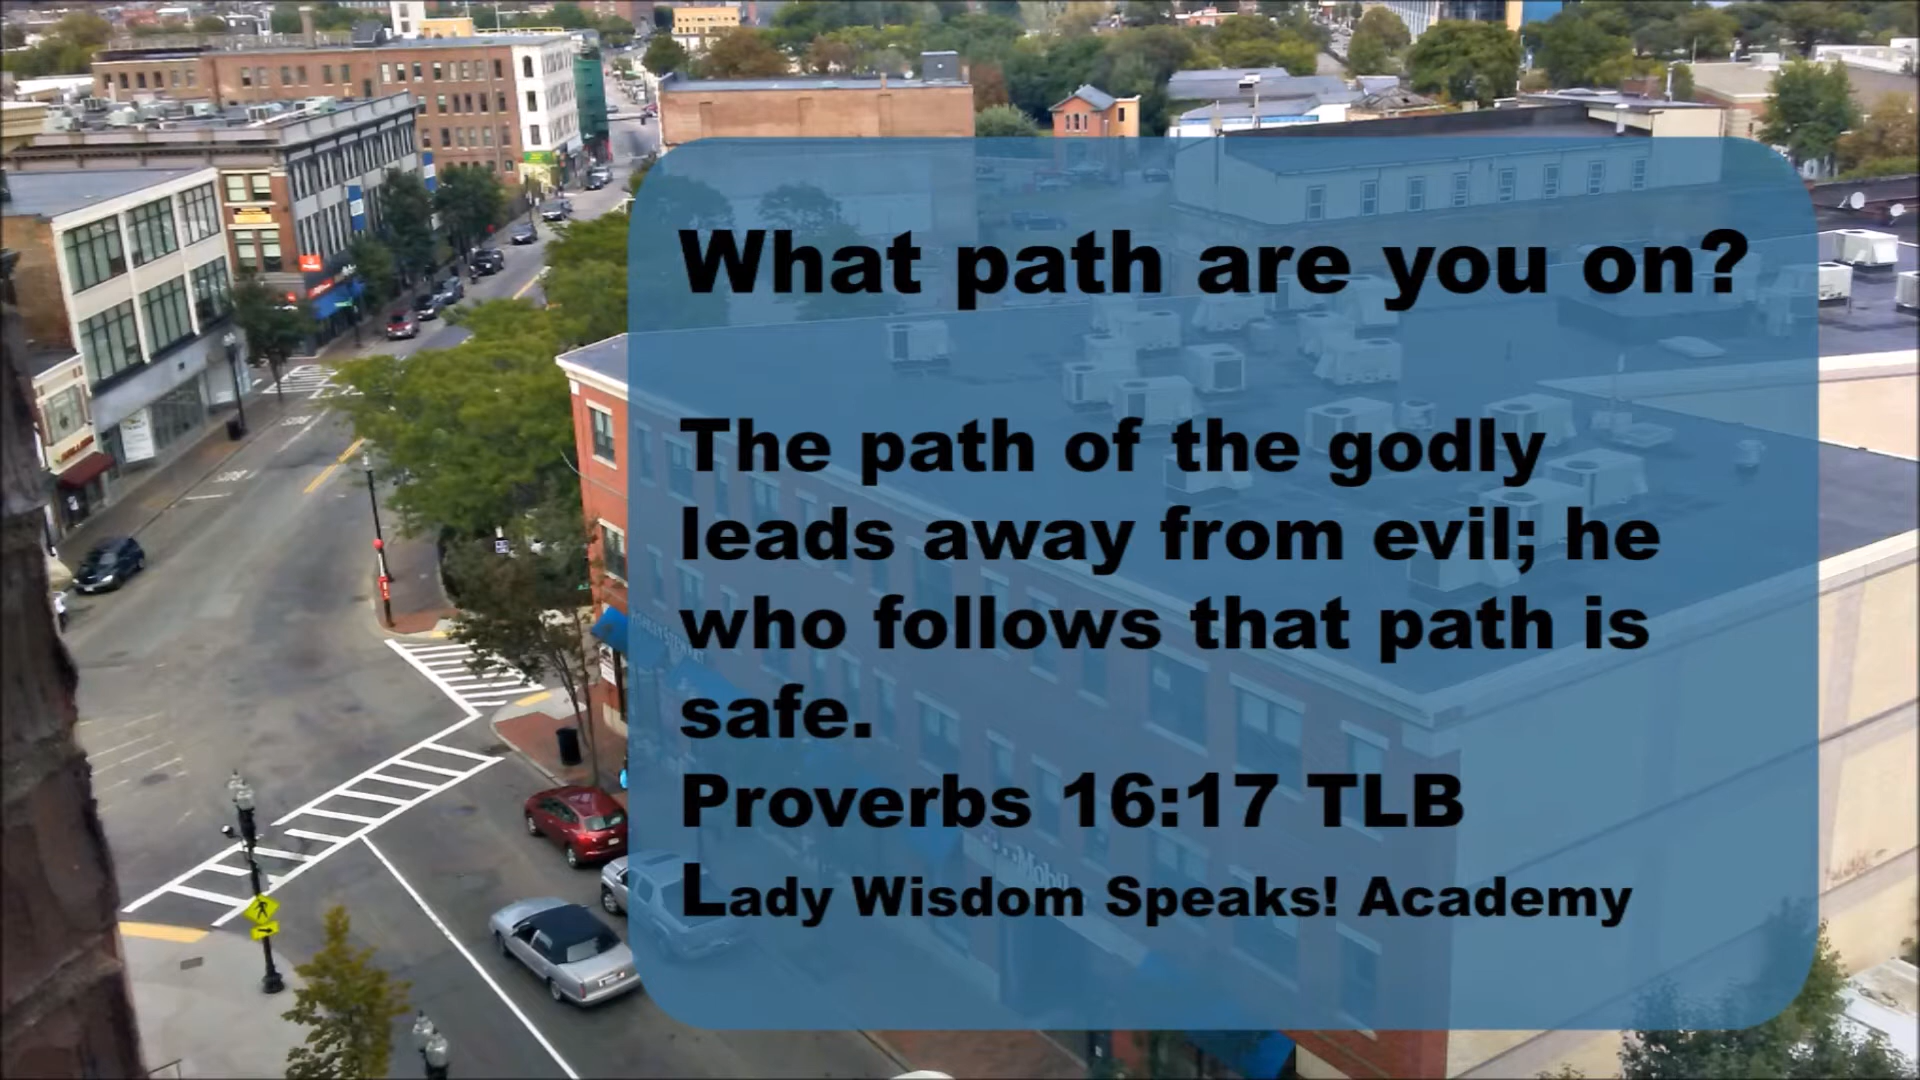 What path are you on?
The path of the godly
leads away from evil; he
who follows that path is
safe.
Proverbs 16:17 TLB
Lady Wisdom Speaks! Academy